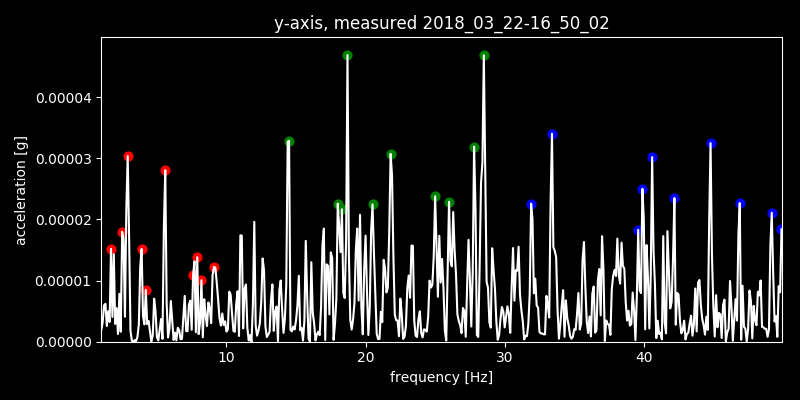 y-axis, measured 2018_03_22-16_50_02
acceleration [g]
0.00004
0.00003
0.00002
0.00001
0.00000
10 20 30 40
frequency [Hz]